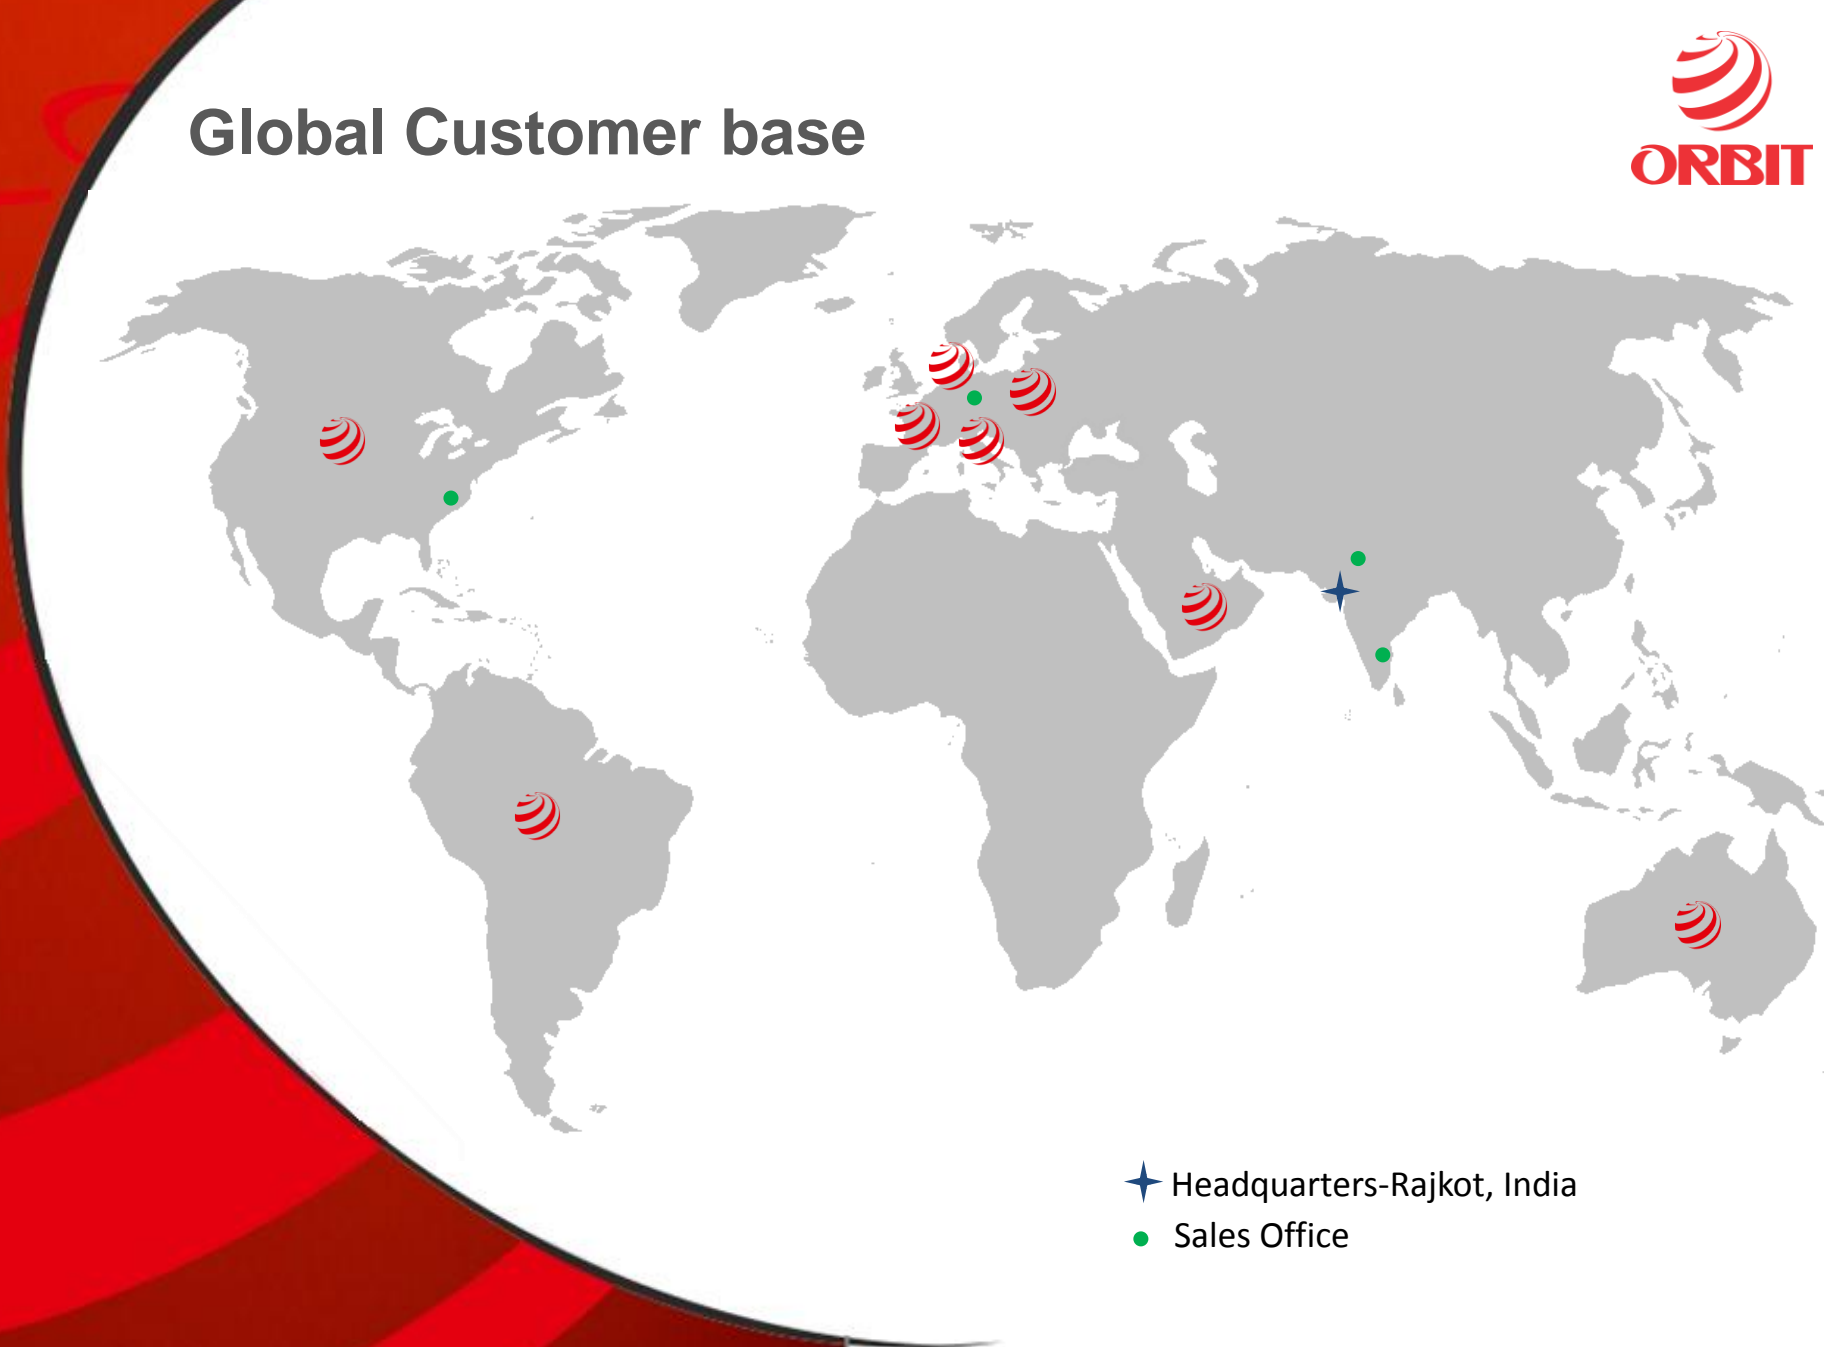 ORBIT
Global Customer base
Headquarters-Rajkot, India
Sales Office